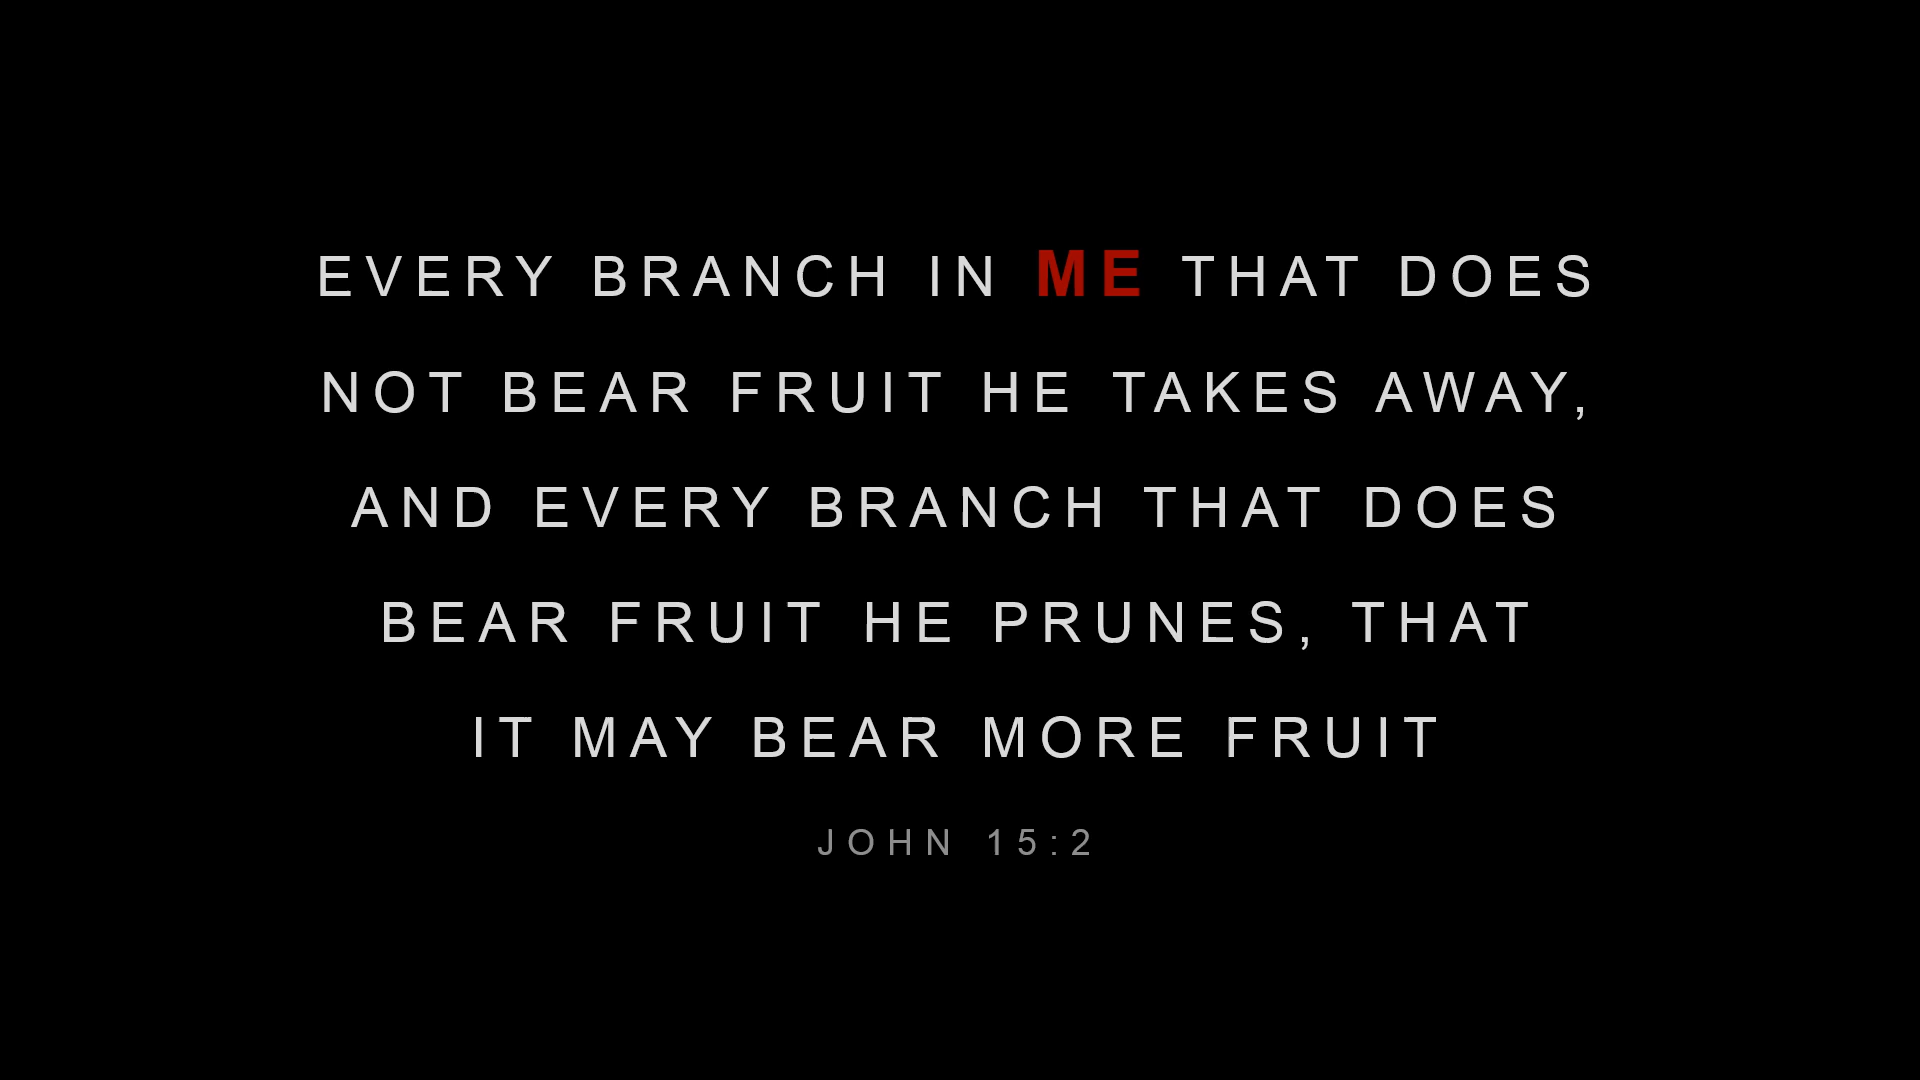 EVERY BRANCH IN ME THAT DOES
NOT BEAR FRUIT HE TAKES AWAY,
AND EVERY BRANCH THAT DOES
BEAR FRUIT HE PRUNES, THAT
IT MAY BEAR MORE FRUIT
JOHN 15:2